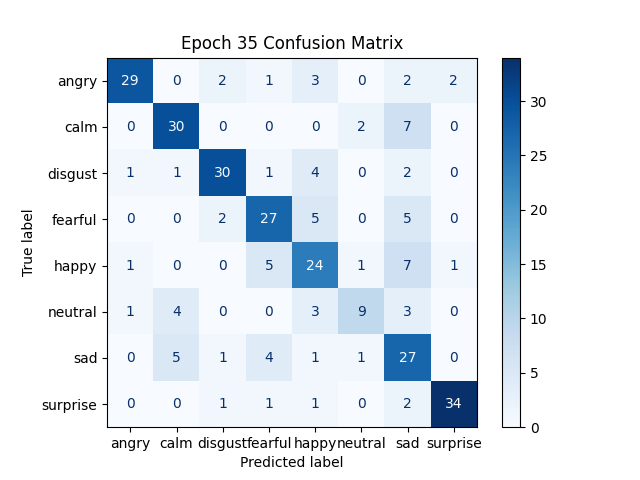 Epoch 35 Confusion Matrix
angry 29 0 2 1 3 0 2 2
calm 0 30 0 0 0 2 7 0
disgust 1 1 30 1 4 0 2 0
fearful 0 0 2 27 5 0 5 0
happy 1 0 0 5 24 1 7 1
neutral 1 4 0 0 3 9 3 0
sad 0 5 1 4 1 1 27 0
surprise 0 0 1 1 1 0 2 34
angry calm disgust fearful happy neutral sad surprise
Predicted label
True label
30
25
20
15
10
5
0